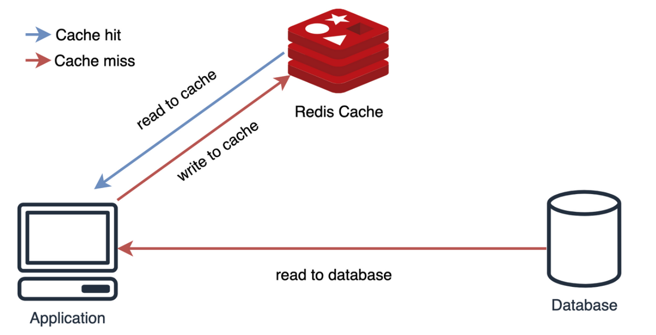 Cache hit
Cache miss
read to cache
write to cache
Redis Cache
read to database
Application
Database